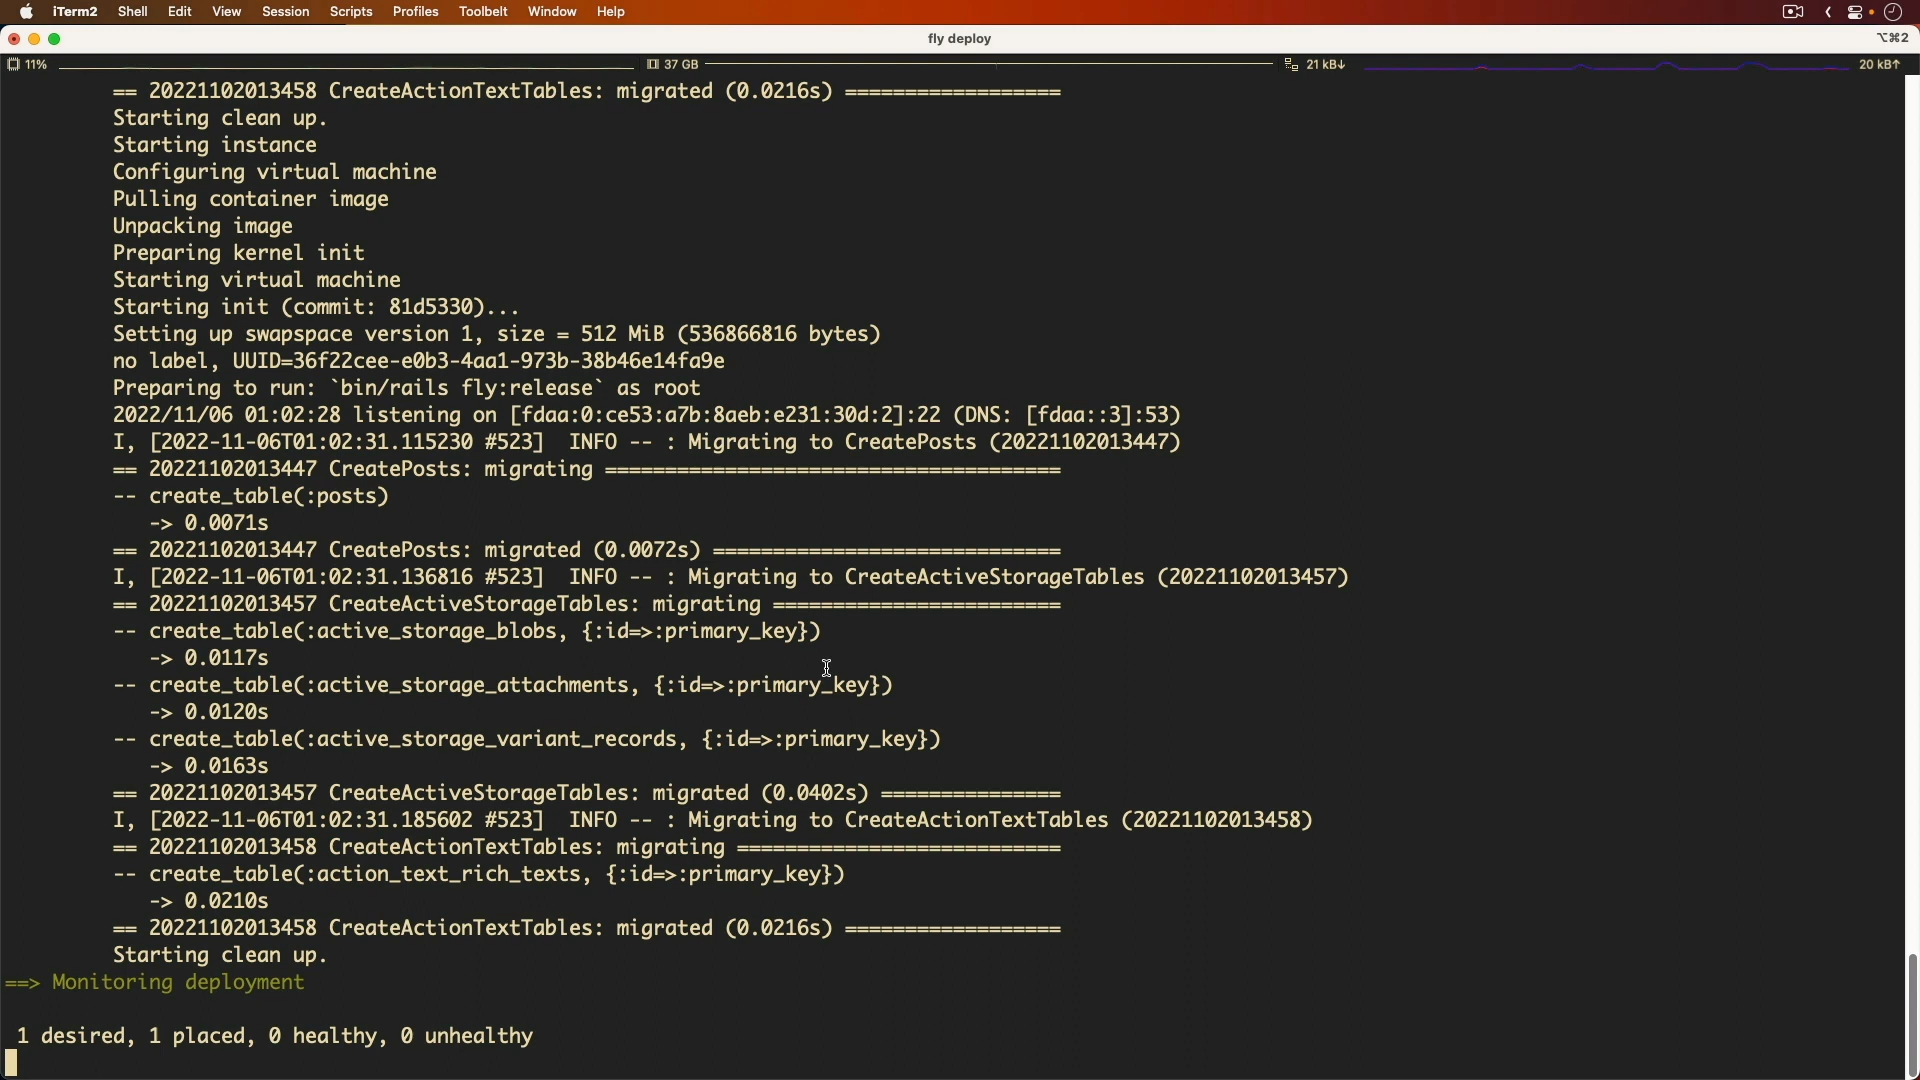 iTerm2 Shell Edit View Session Scripts Profiles Toolbelt Window Help
fly deploy ⌥⌘2
11% 37 GB 21 kB↓ 20 kB↑
== 20221102013458 CreateActionTextTables: migrated (0.0216s) ==================
Starting clean up.
Starting instance
Configuring virtual machine
Pulling container image
Unpacking image
Preparing kernel init
Starting virtual machine
Starting init (commit: 81d5330)...
Setting up swapspace version 1, size = 512 MiB (536866816 bytes)
no label, UUID=36f22cee-e0b3-4aa1-973b-38b46e14fa9e
Preparing to run: `bin/rails fly:release` as root
2022/11/06 01:02:28 listening on [fdaa:0:ce53:a7b:8aeb:e231:30d:2]:22 (DNS: [fdaa::3]:53)
I, [2022-11-06T01:02:31.115230 #523]  INFO -- : Migrating to CreatePosts (20221102013447)
== 20221102013447 CreatePosts: migrating ======================================
-- create_table(:posts)
   -> 0.0071s
== 20221102013447 CreatePosts: migrated (0.0072s) =============================
I, [2022-11-06T01:02:31.136816 #523]  INFO -- : Migrating to CreateActiveStorageTables (20221102013457)
== 20221102013457 CreateActiveStorageTables: migrating ========================
-- create_table(:active_storage_blobs, {:id=>:primary_key})
   -> 0.0117s
-- create_table(:active_storage_attachments, {:id=>:primary_key})
   -> 0.0120s
-- create_table(:active_storage_variant_records, {:id=>:primary_key})
   -> 0.0163s
== 20221102013457 CreateActiveStorageTables: migrated (0.0402s) ===============
I, [2022-11-06T01:02:31.185602 #523]  INFO -- : Migrating to CreateActionTextTables (20221102013458)
== 20221102013458 CreateActionTextTables: migrating ===========================
-- create_table(:action_text_rich_texts, {:id=>:primary_key})
   -> 0.0210s
== 20221102013458 CreateActionTextTables: migrated (0.0216s) ==================
Starting clean up.
==> Monitoring deployment
1 desired, 1 placed, 0 healthy, 0 unhealthy